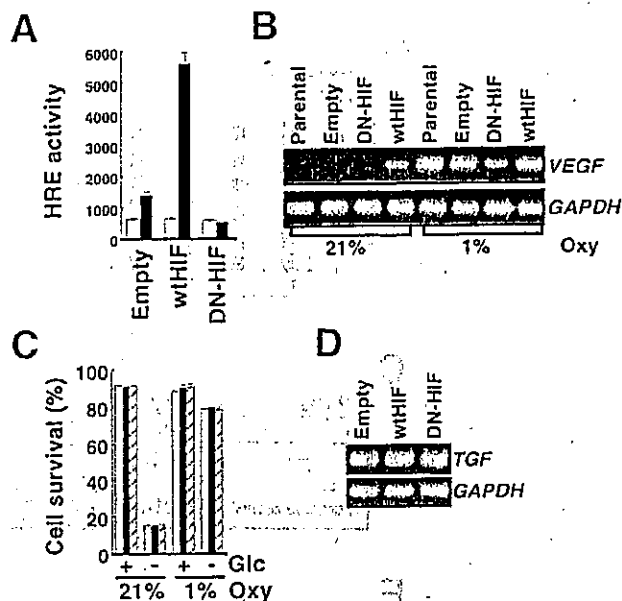 A
HRE activity
6000
5000
4000
3000
2000
1000
0
Empty
wtHIF
DN-HIF
B
Parental Empty DN-HIF wtHIF Parental Empty DN-HIF wtHIF
VEGF
GAPDH
21% 1% Oxy
C
Cell survival (%)
100
80
60
40
20
0
+ - + - Glc
21% 1% Oxy
D
Empty wtHIF DN-HIF
TGF
GAPDH